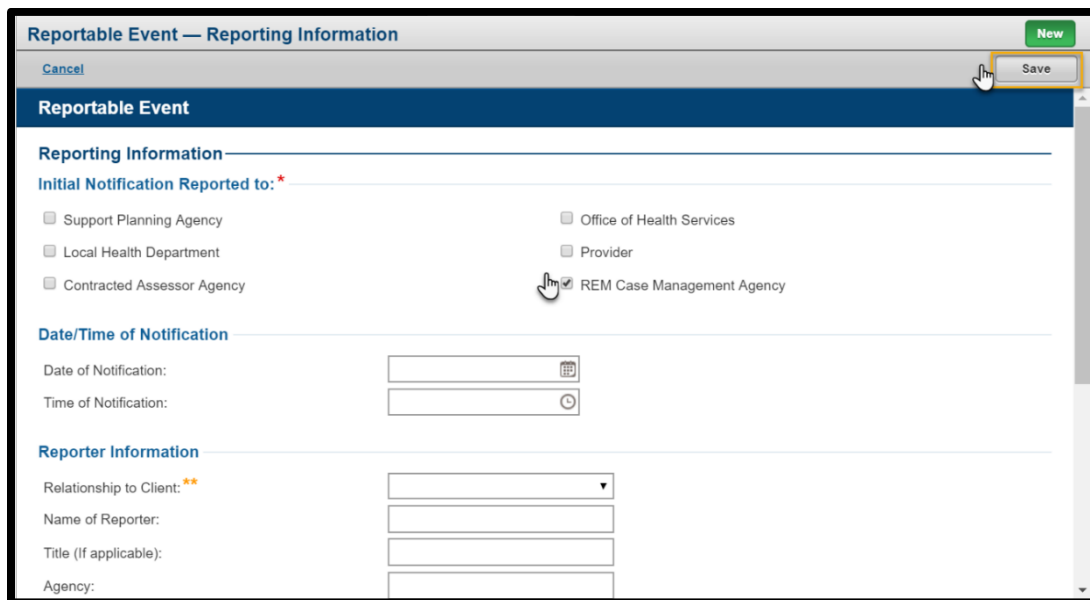 Reportable Event — Reporting Information
New
Cancel
Save
Reportable Event
Reporting Information
Initial Notification Reported to:*
Support Planning Agency
Office of Health Services
Local Health Department
Provider
Contracted Assessor Agency
REM Case Management Agency
Date/Time of Notification
Date of Notification:
Time of Notification:
Reporter Information
Relationship to Client:**
Name of Reporter:
Title (If applicable):
Agency: